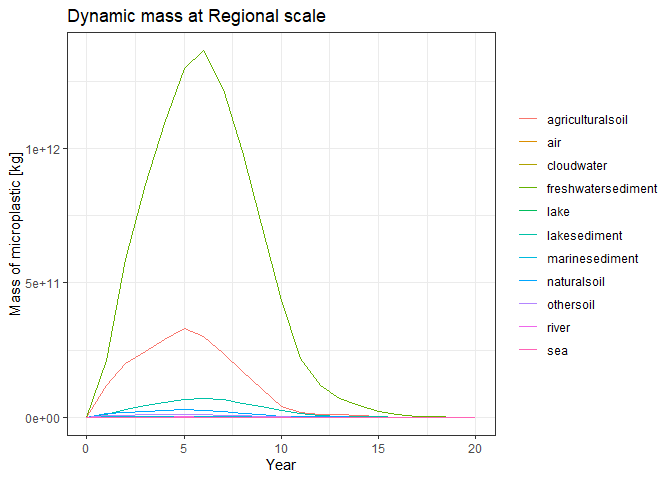 Dynamic mass at Regional scale
Mass of microplastic [kg]
1e+12
5e+11
0e+00
0 5 10 15 20
Year
agriculturalsoil
air
cloudwater
freshwatersediment
lake
lakesediment
marinesediment
naturalsoil
othersoil
river
sea